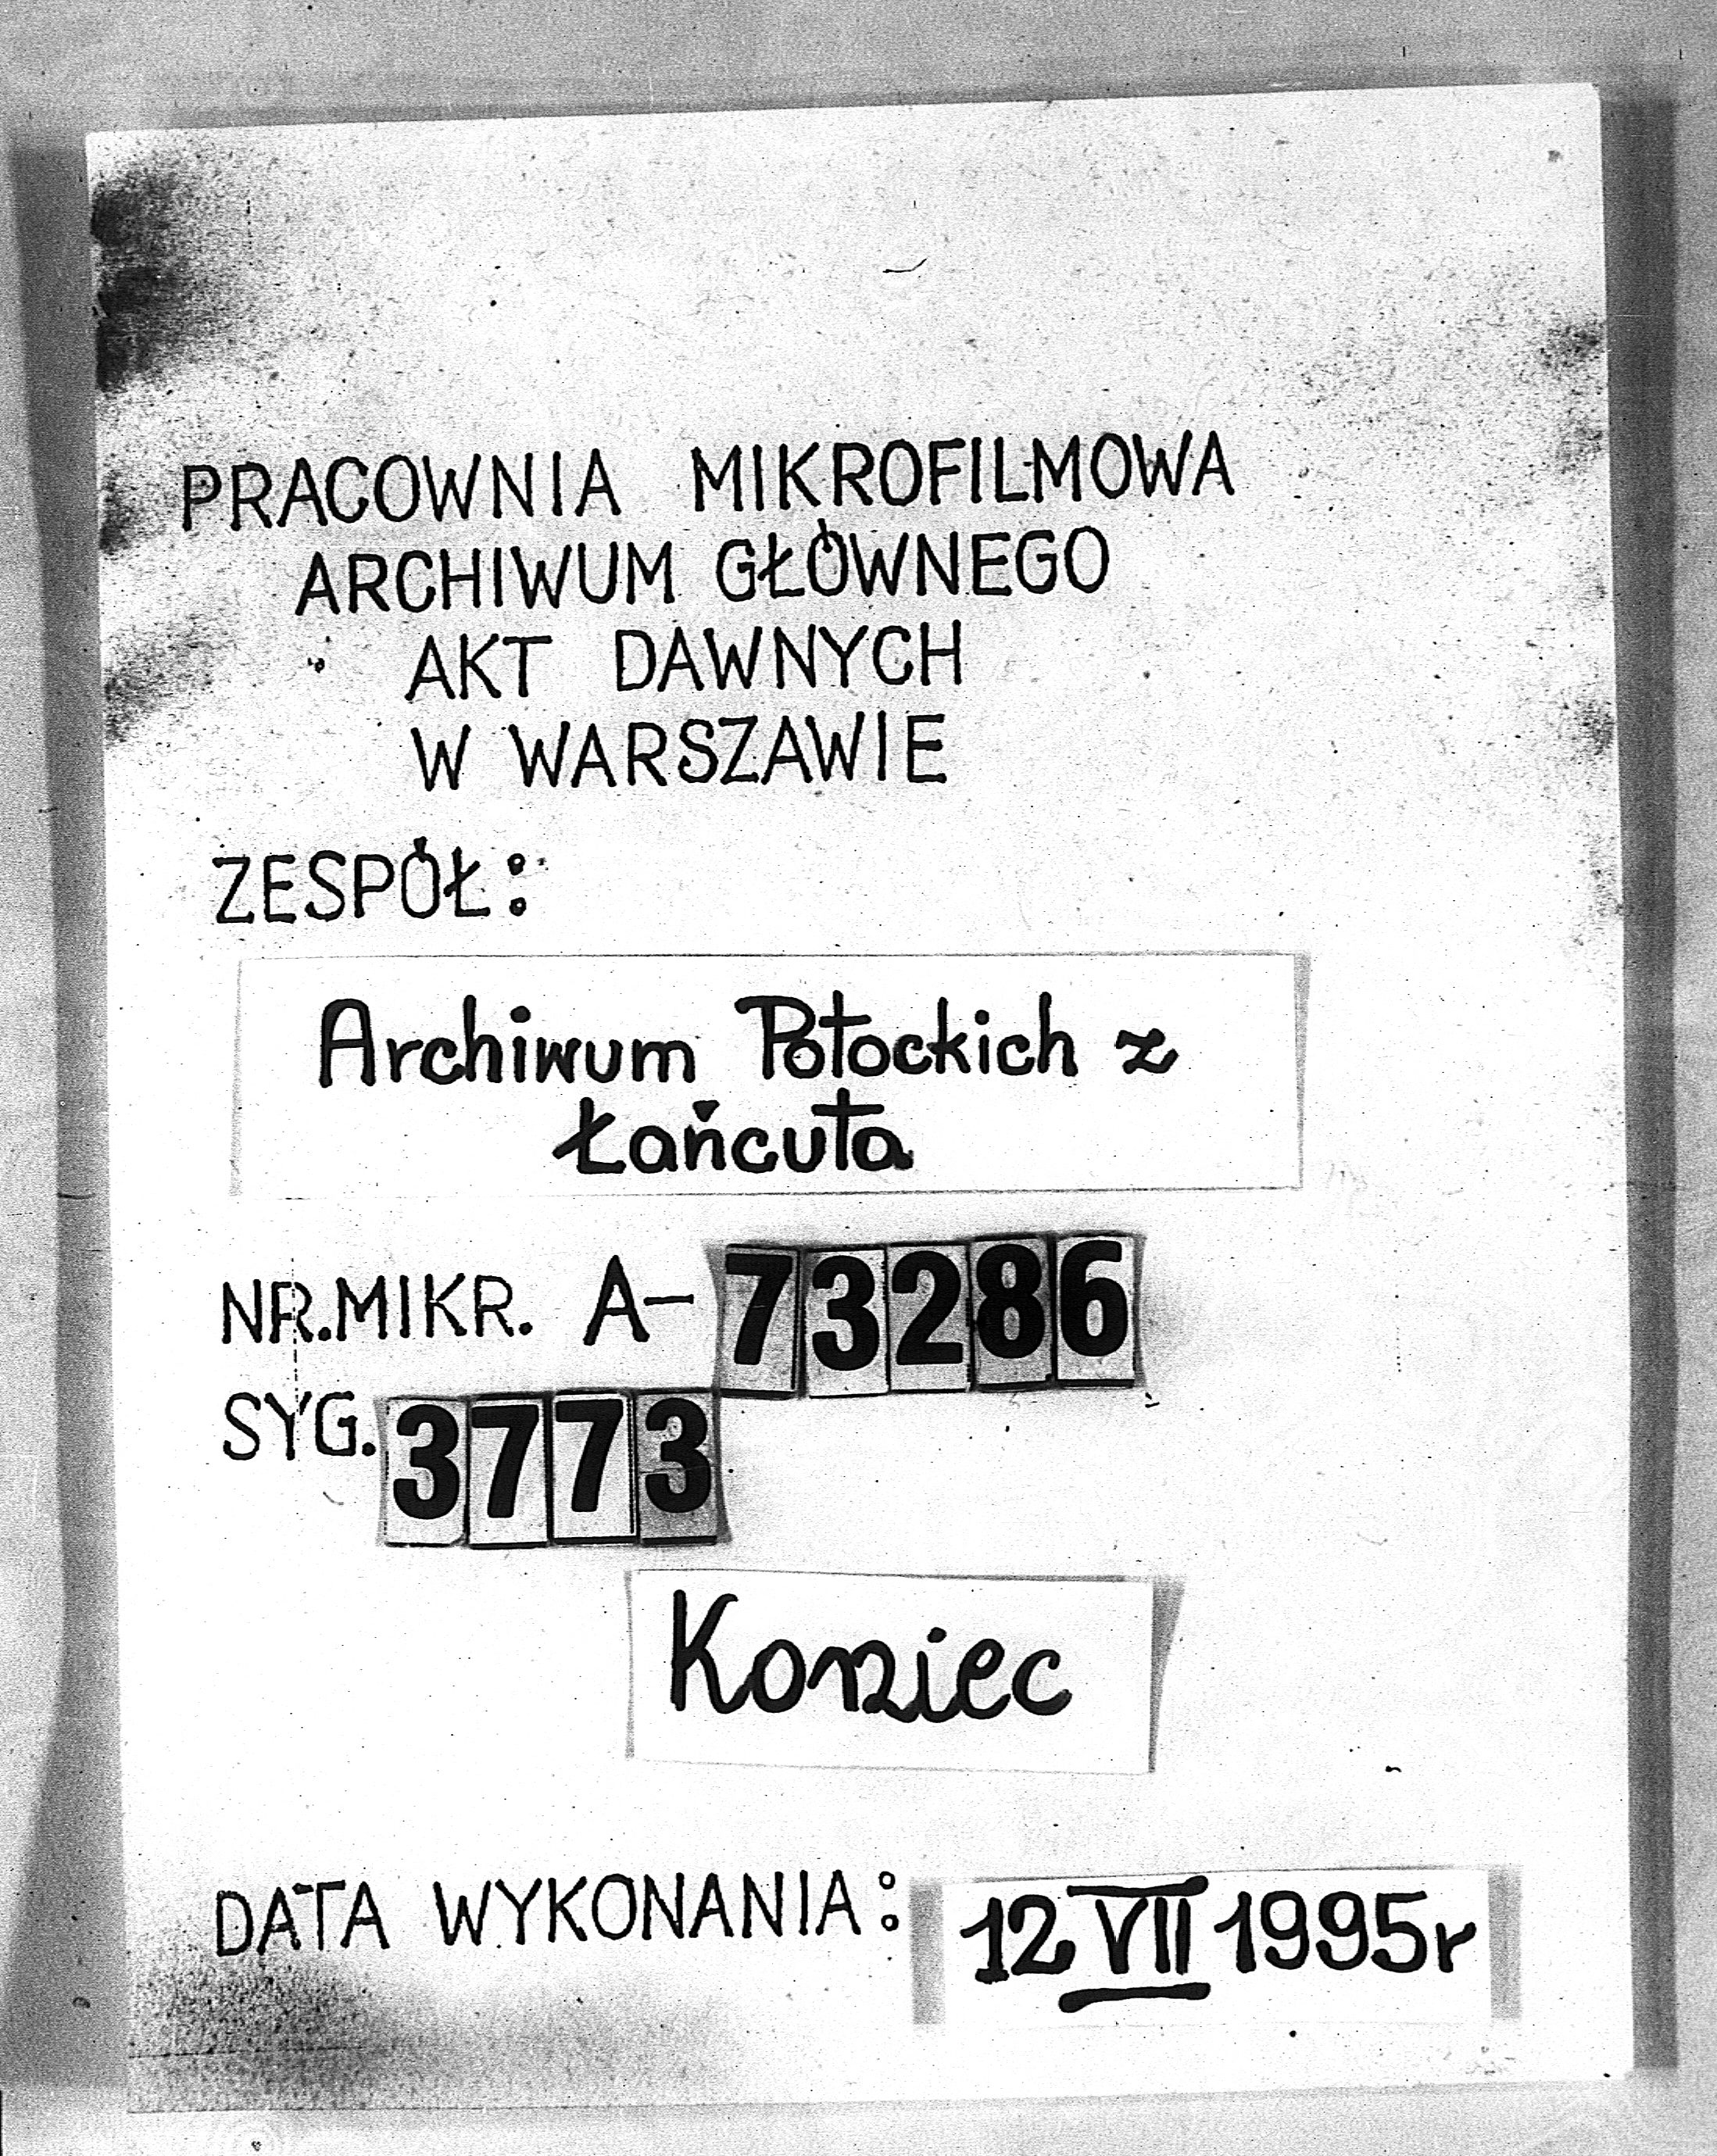 PRACOWNIA MIKROFILMOWA
ARCHIWUM GŁÓWNEGO
AKT DAWNYCH
W WARSZAWIE
ZESPÓŁ:
Archiwum Potockich z
Łańcuta
NR.MIKR. A-73286
SYG. 3773
Koniec
DATA WYKONANIA: 12 VII 1995r